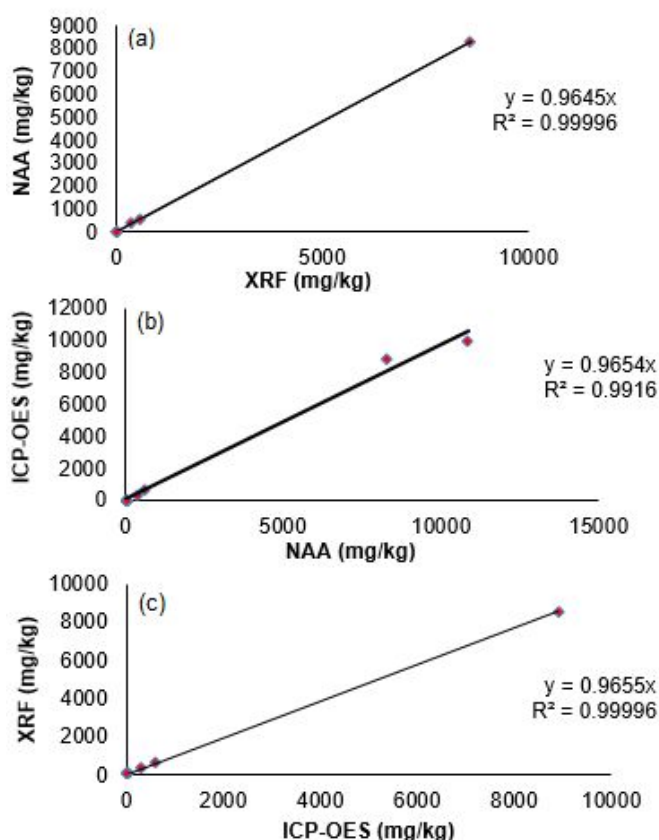 (a)
9000
8000
7000
6000
5000
4000
3000
2000
1000
0
NAA (mg/kg)
y = 0.9645x
R² = 0.99996
0 5000 10000
XRF (mg/kg)
(b)
12000
10000
8000
6000
4000
2000
0
ICP-OES (mg/kg)
y = 0.9654x
R² = 0.9916
0 5000 10000 15000
NAA (mg/kg)
(c)
10000
8000
6000
4000
2000
0
XRF (mg/kg)
y = 0.9655x
R² = 0.99996
0 2000 4000 6000 8000 10000
ICP-OES (mg/kg)